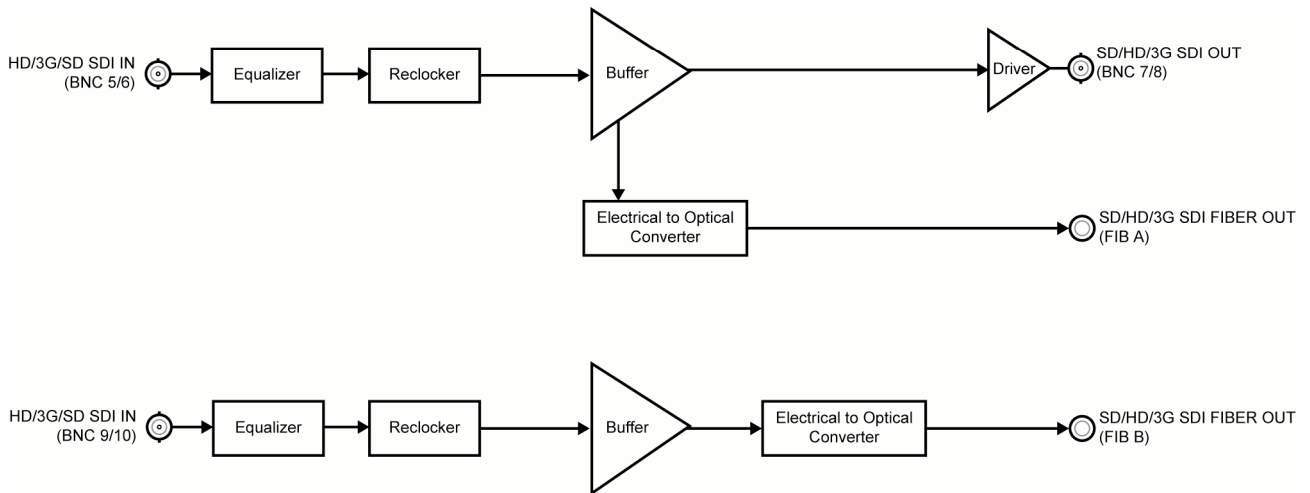 HD/3G/SD SDI IN
(BNC 5/6)
Equalizer
Reclocker
Buffer
Driver
SD/HD/3G SDI OUT
(BNC 7/8)
Electrical to Optical
Converter
SD/HD/3G SDI FIBER OUT
(FIB A)
HD/3G/SD SDI IN
(BNC 9/10)
Equalizer
Reclocker
Buffer
Electrical to Optical
Converter
SD/HD/3G SDI FIBER OUT
(FIB B)